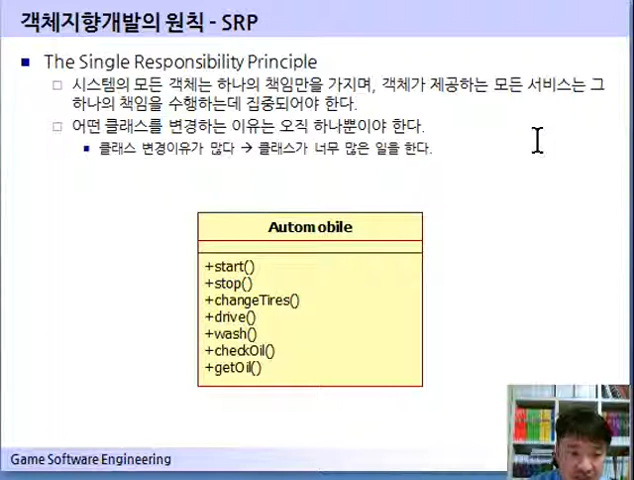 객체지향개발의 원칙 - SRP
The Single Responsibility Principle
시스템의 모든 객체는 하나의 책임만을 가지며, 객체가 제공하는 모든 서비스는 그
하나의 책임을 수행하는데 집중되어야 한다.
어떤 클래스를 변경하는 이유는 오직 하나뿐이야 한다.
클래스 변경이유가 많다 → 클래스가 너무 많은 일을 한다.
Automobile
+start()
+stop()
+changeTires()
+drive()
+wash()
+checkOil()
+getOil()
Game Software Engineering